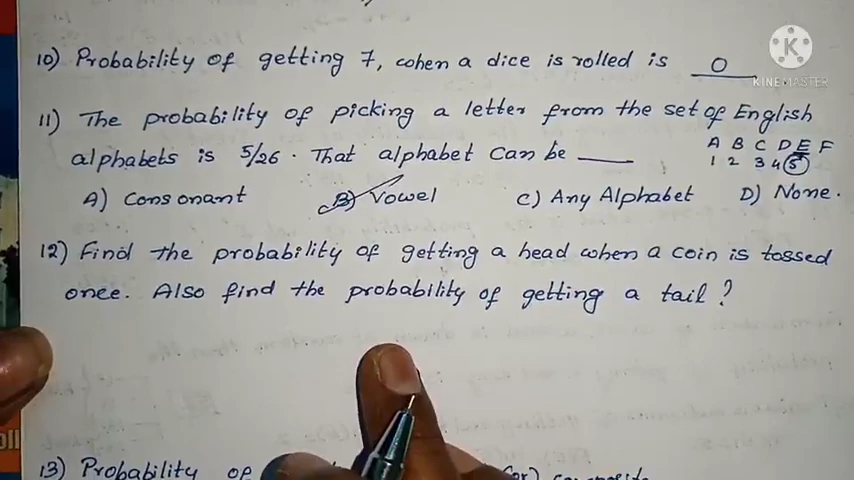 10) Probability of getting 7, when a dice is rolled is 0
KINEMASTER
11) The probability of picking a letter from the set of English
alphabets is 5/26. That alphabet can be ____
A B C D E F
1 2 3 4 5
A) Consonant B) Vowel C) Any Alphabet D) None.
12) Find the probability of getting a head when a coin is tossed
once. Also find the probability of getting a tail ?
13) Probability of (or) composite